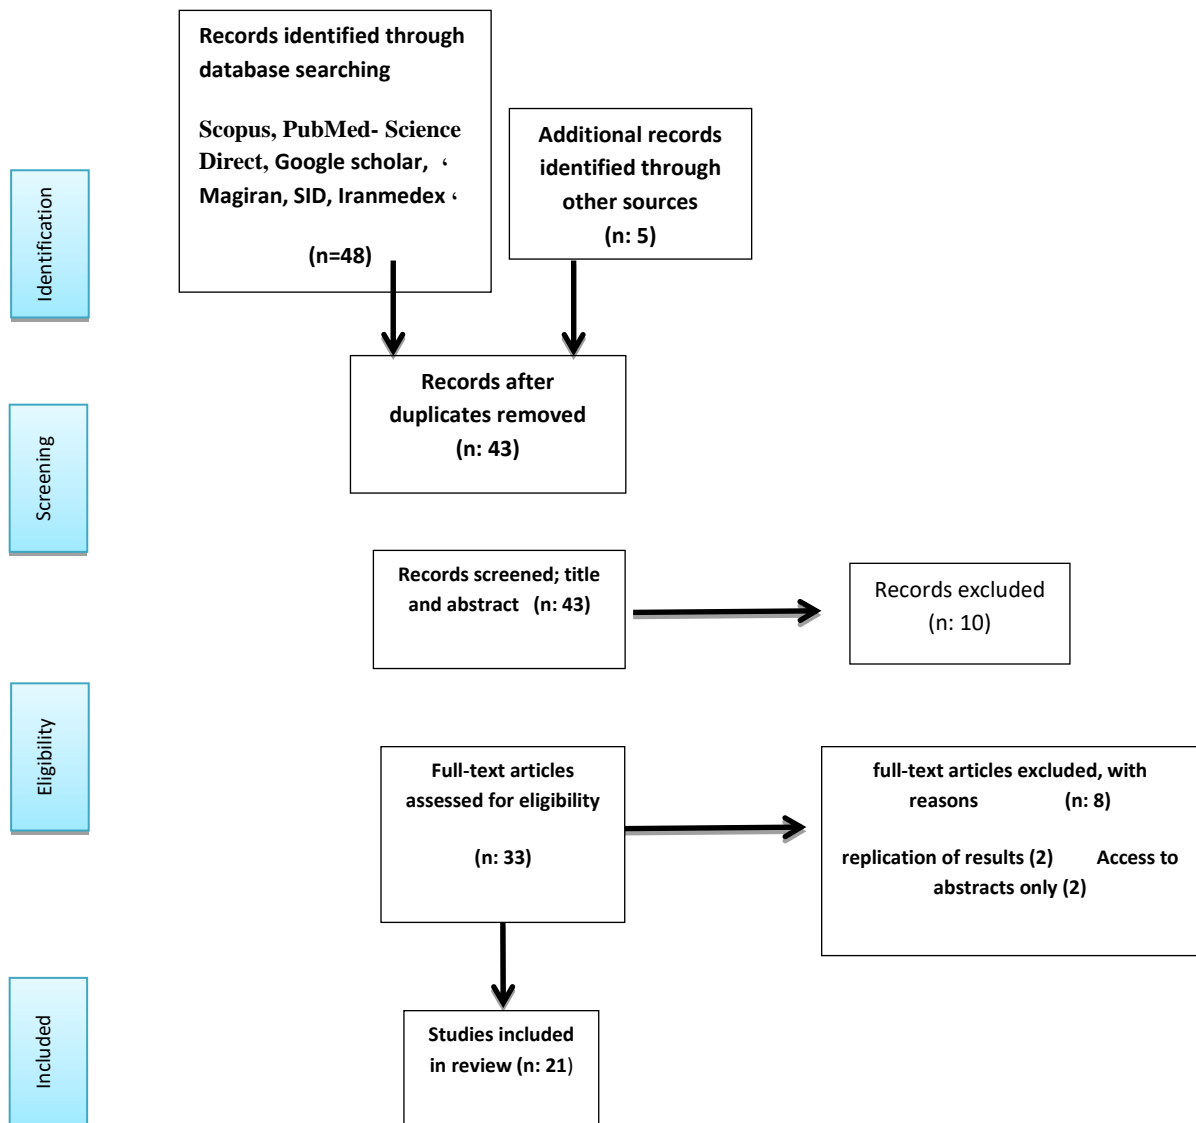 Records identified through
database searching
Scopus, PubMed- Science
Direct, Google scholar, ،
Magiran, SID, Iranmedex ،
(n=48)
Additional records
identified through
other sources
(n: 5)
Identification
Records after
duplicates removed
(n: 43)
Screening
Records screened; title
and abstract (n: 43)
Records excluded
(n: 10)
Eligibility
Full-text articles
assessed for eligibility
(n: 33)
full-text articles excluded, with
reasons (n: 8)
replication of results (2) Access to
abstracts only (2)
Included
Studies included
in review (n: 21)